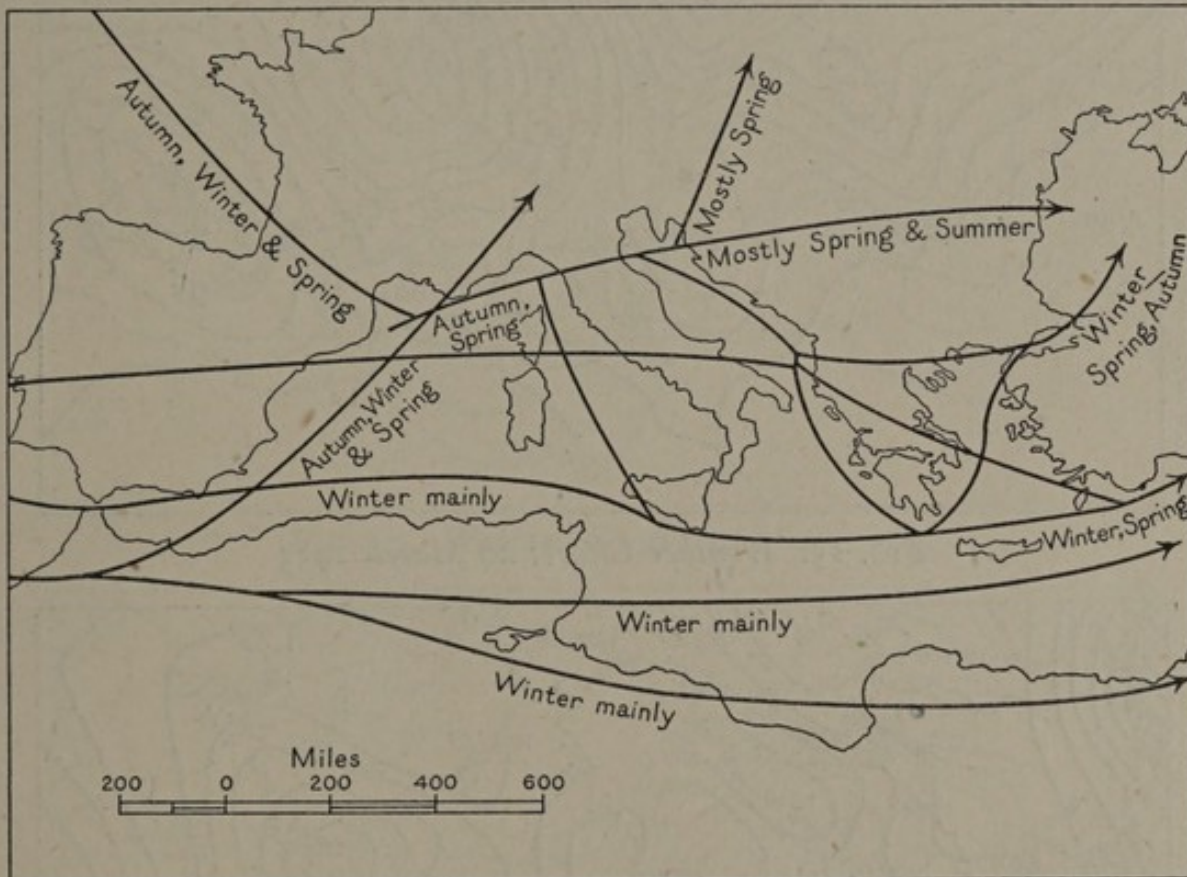 Autumn, Winter & Spring
Mostly Spring
Mostly Spring & Summer
Autumn,
Spring
Winter
Spring, Autumn
Autumn, Winter
& Spring
Winter mainly
Winter, Spring
Winter mainly
Winter mainly
Miles
200 0 200 400 600